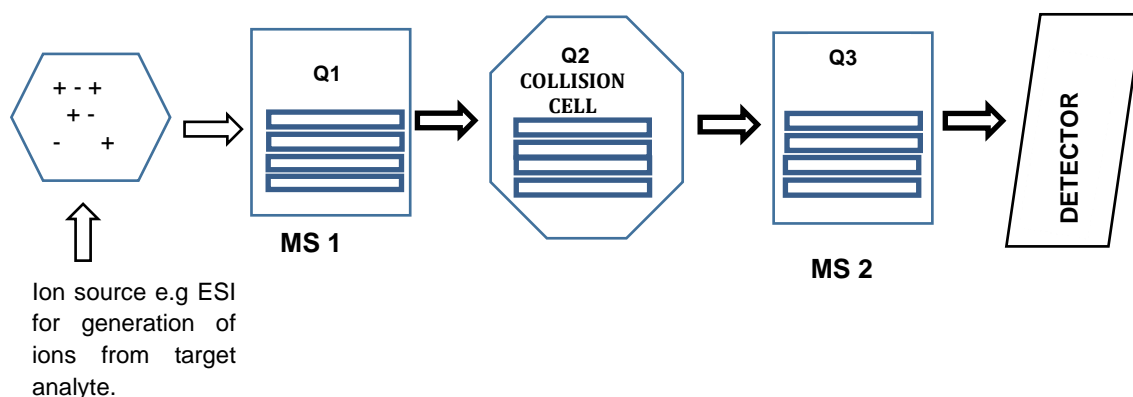 + - +
+ -
- +
Q1
Q2
COLLISION
CELL
Q3
DETECTOR
MS 1
MS 2
Ion source e.g ESI
for generation of
ions from target
analyte.